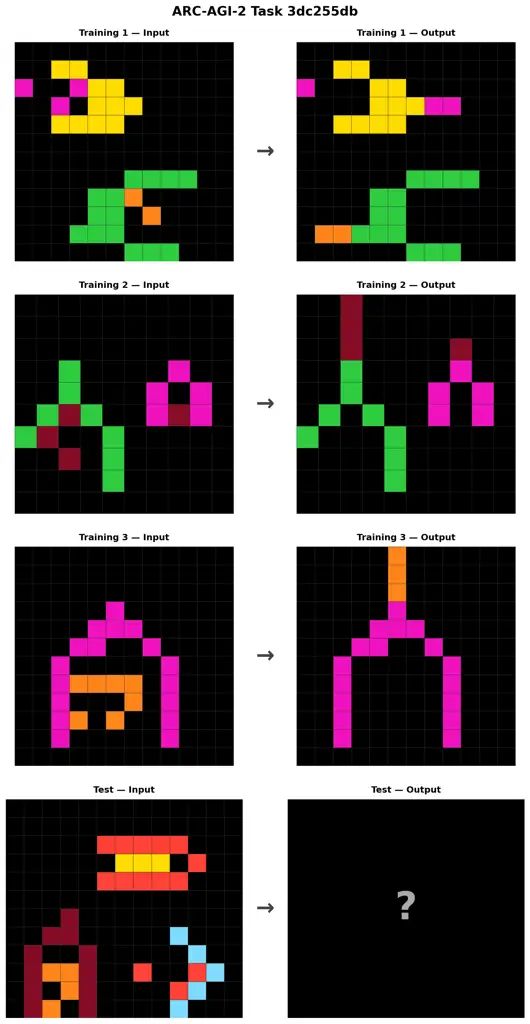 ARC-AGI-2 Task 3dc255db
Training 1 — Input
Training 1 — Output
→
Training 2 — Input
Training 2 — Output
→
Training 3 — Input
Training 3 — Output
→
Test — Input
Test — Output
→
?